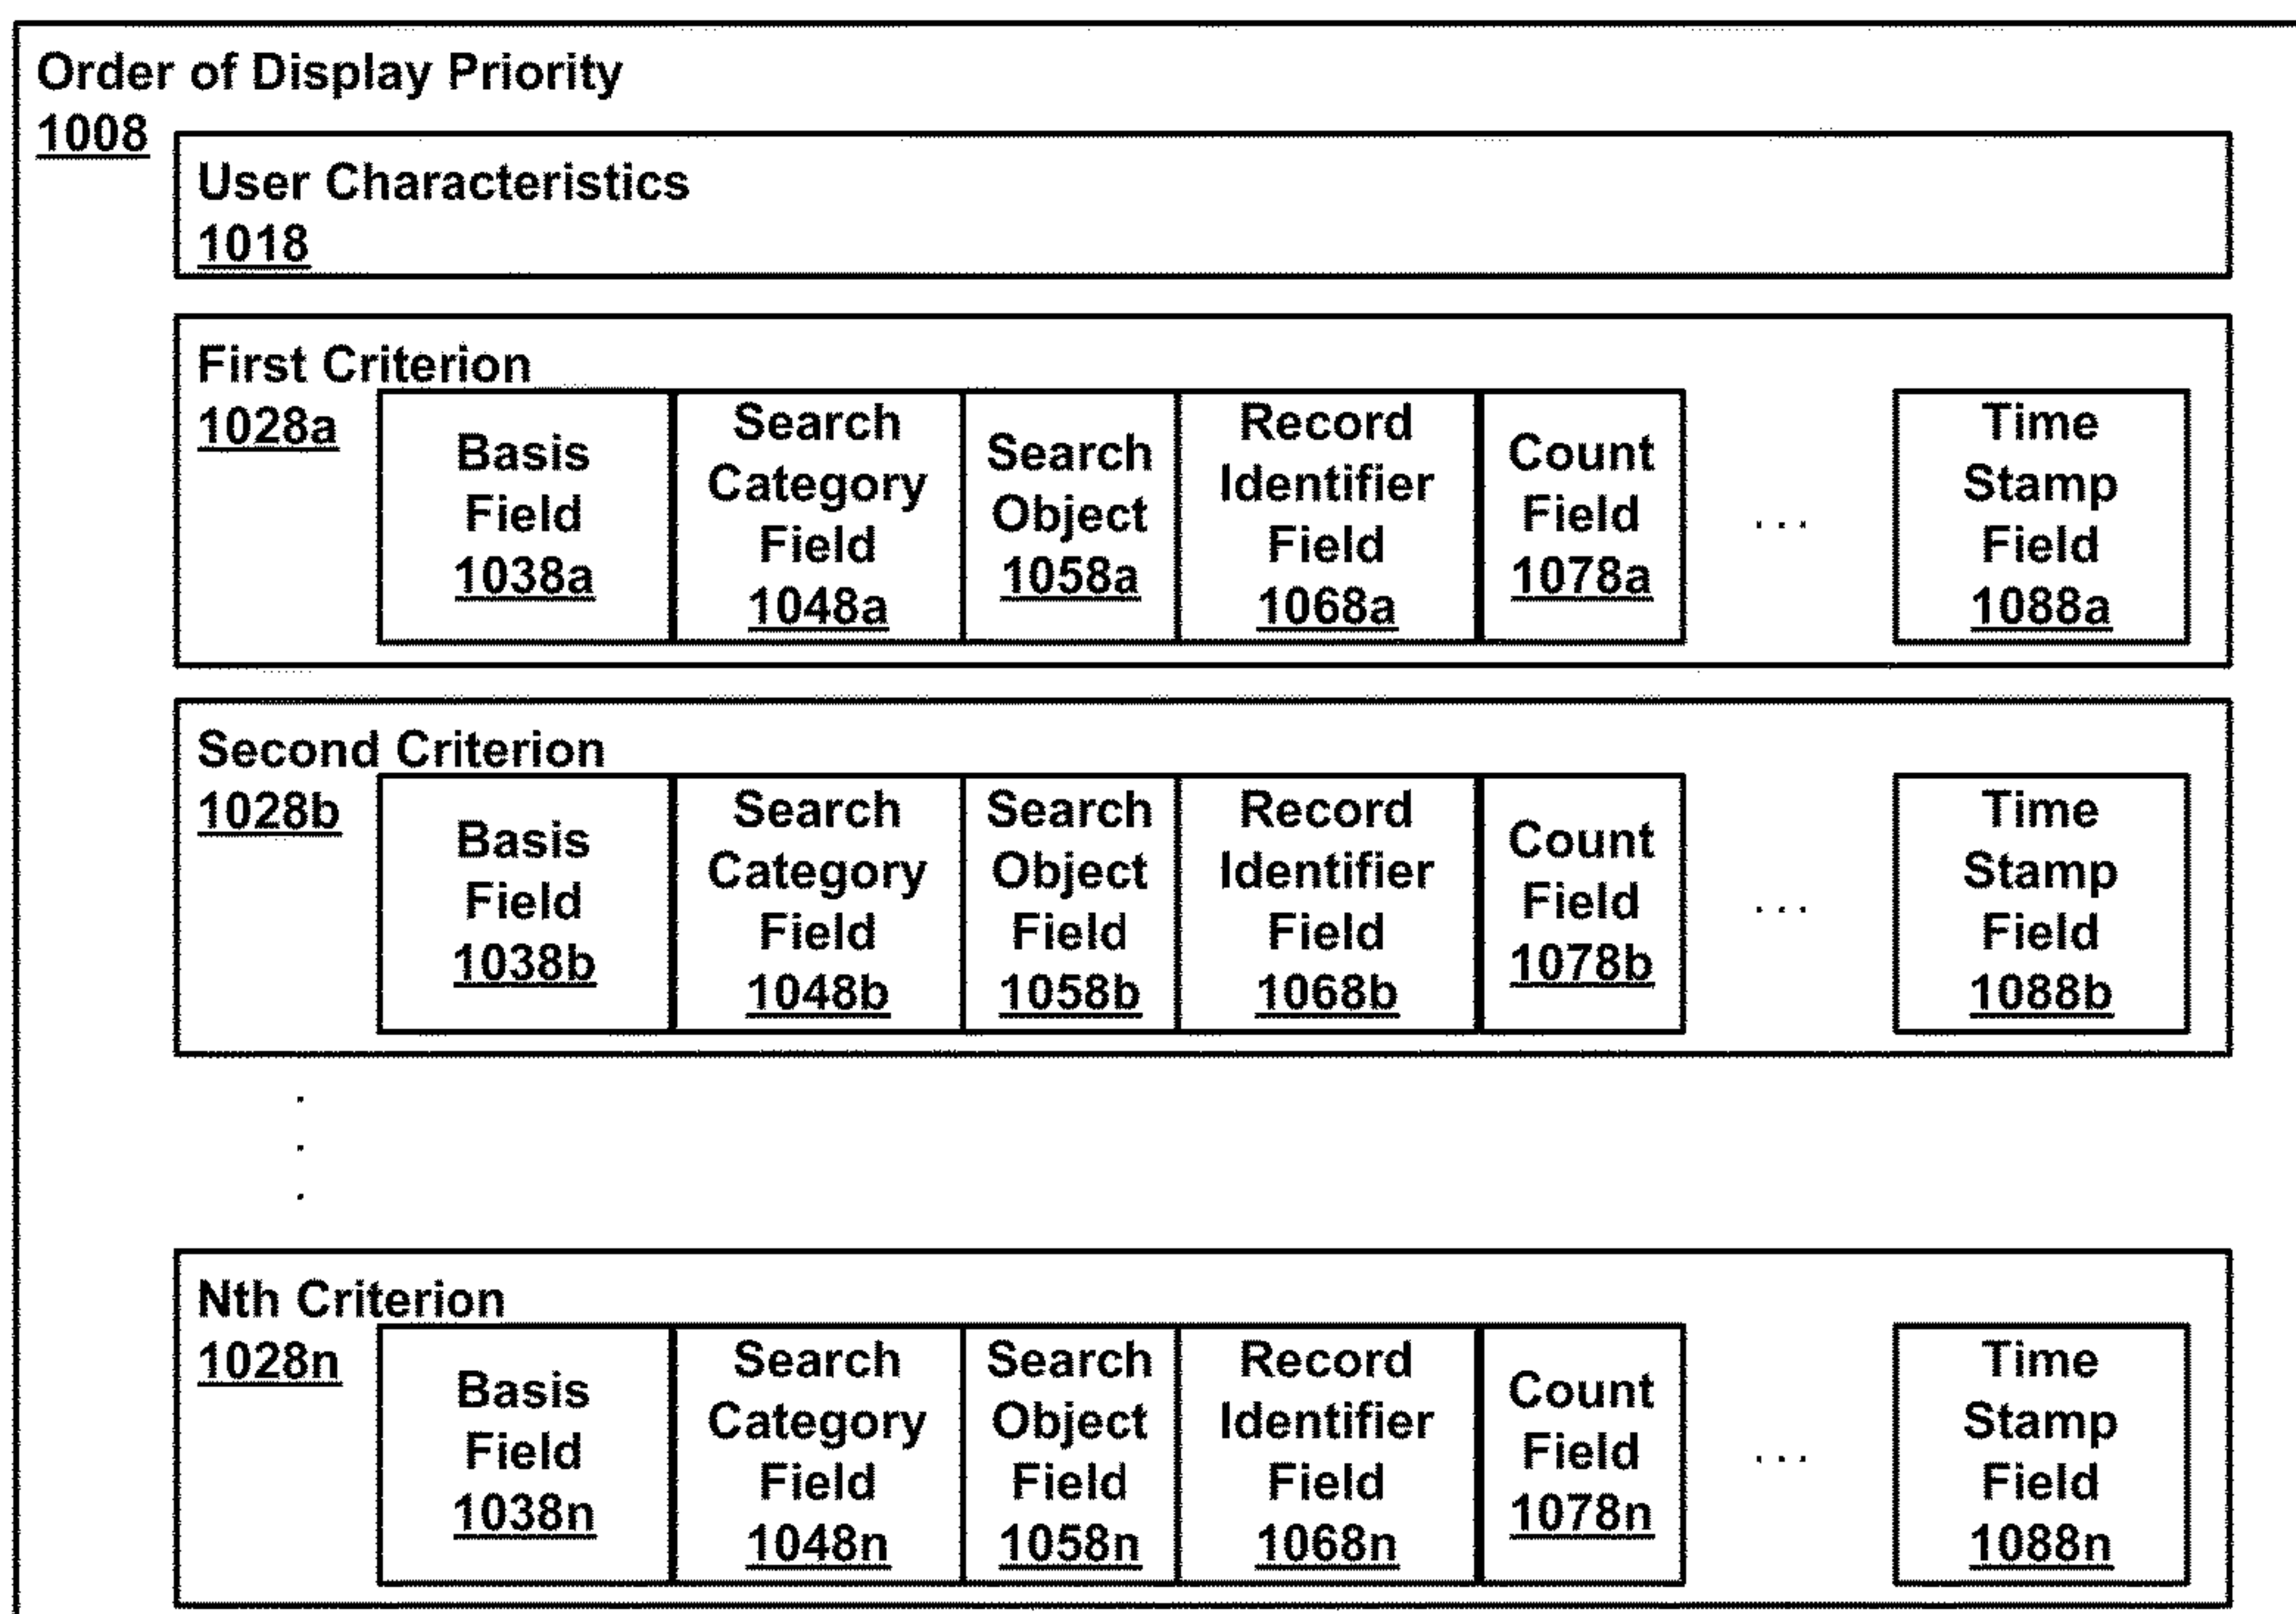 Order of Display Priority
1008
User Characteristics
1018
First Criterion
1028a
Basis
Field
1038a
Search
Category
Field
1048a
Search
Object
1058a
Record
Identifier
Field
1068a
Count
Field
1078a
...
Time
Stamp
Field
1088a
Second Criterion
1028b
Basis
Field
1038b
Search
Category
Field
1048b
Search
Object
Field
1058b
Record
Identifier
Field
1068b
Count
Field
1078b
...
Time
Stamp
Field
1088b
.
.
.
Nth Criterion
1028n
Basis
Field
1038n
Search
Category
Field
1048n
Search
Object
Field
1058n
Record
Identifier
Field
1068n
Count
Field
1078n
...
Time
Stamp
Field
1088n